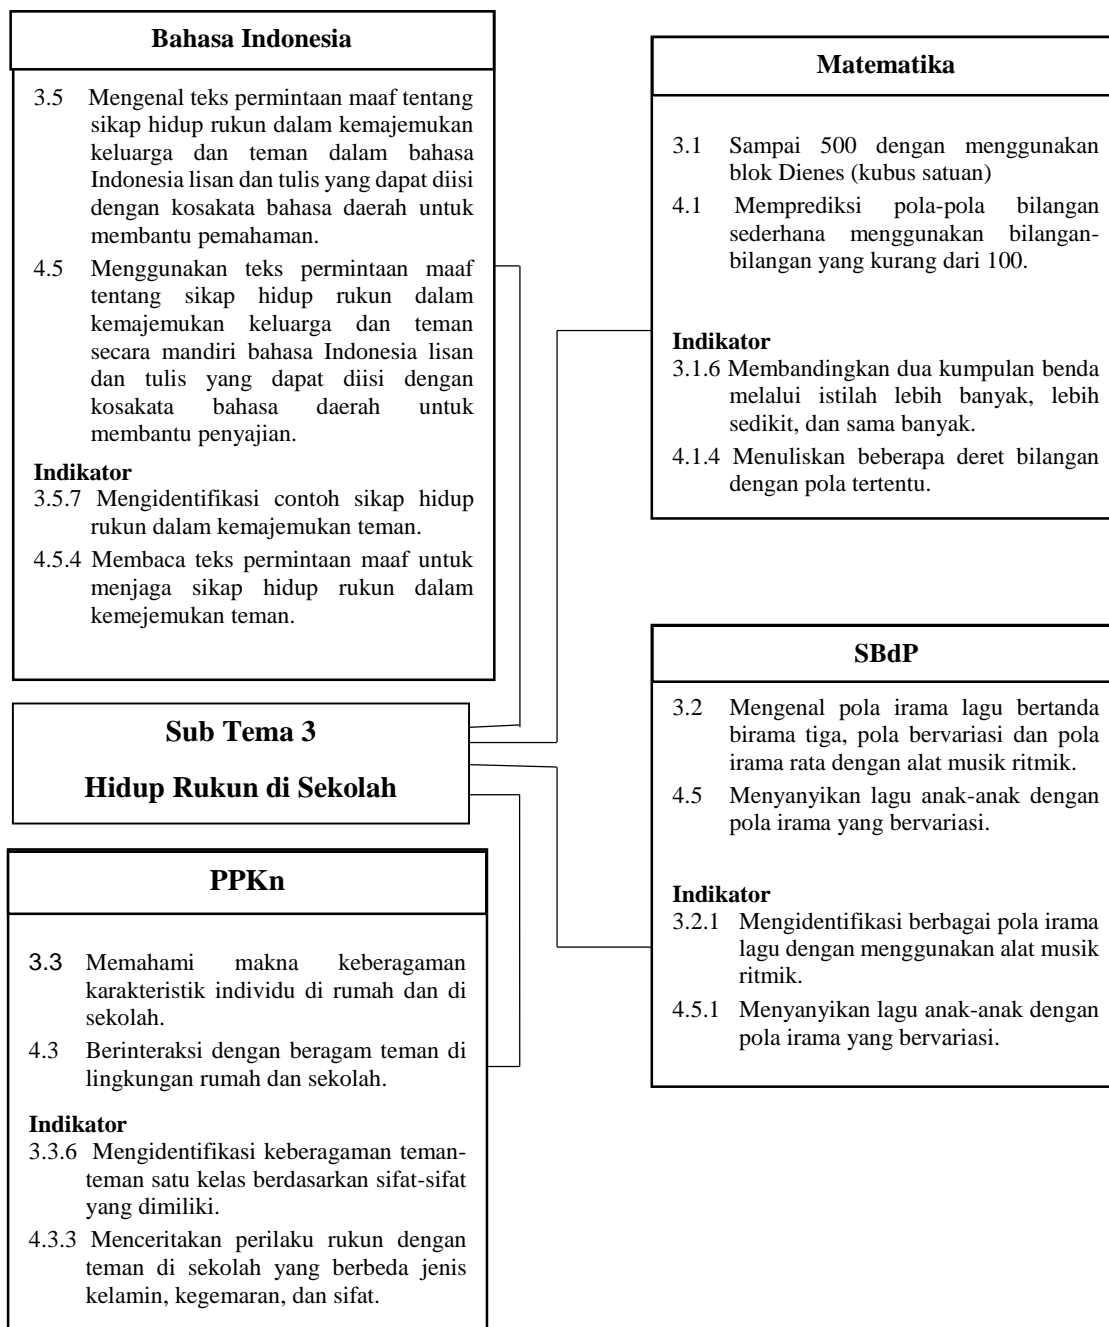 Bahasa Indonesia
3.5 Mengenal teks permintaan maaf tentang
sikap hidup rukun dalam kemajemukan
keluarga dan teman dalam bahasa
Indonesia lisan dan tulis yang dapat diisi
dengan kosakata bahasa daerah untuk
membantu pemahaman.
4.5 Menggunakan teks permintaan maaf
tentang sikap hidup rukun dalam
kemajemukan keluarga dan teman
secara mandiri bahasa Indonesia lisan
dan tulis yang dapat diisi dengan
kosakata bahasa daerah untuk
membantu penyajian.
Indikator
3.5.7 Mengidentifikasi contoh sikap hidup
rukun dalam kemajemukan teman.
4.5.4 Membaca teks permintaan maaf untuk
menjaga sikap hidup rukun dalam
kemejemukan teman.
Matematika
3.1 Sampai 500 dengan menggunakan
blok Dienes (kubus satuan)
4.1 Memprediksi pola-pola bilangan
sederhana menggunakan bilangan-
bilangan yang kurang dari 100.
Indikator
3.1.6 Membandingkan dua kumpulan benda
melalui istilah lebih banyak, lebih
sedikit, dan sama banyak.
4.1.4 Menuliskan beberapa deret bilangan
dengan pola tertentu.
Sub Tema 3
Hidup Rukun di Sekolah
SBdP
3.2 Mengenal pola irama lagu bertanda
birama tiga, pola bervariasi dan pola
irama rata dengan alat musik ritmik.
4.5 Menyanyikan lagu anak-anak dengan
pola irama yang bervariasi.
Indikator
3.2.1 Mengidentifikasi berbagai pola irama
lagu dengan menggunakan alat musik
ritmik.
4.5.1 Menyanyikan lagu anak-anak dengan
pola irama yang bervariasi.
PPKn
3.3 Memahami makna keberagaman
karakteristik individu di rumah dan di
sekolah.
4.3 Berinteraksi dengan beragam teman di
lingkungan rumah dan sekolah.
Indikator
3.3.6 Mengidentifikasi keberagaman teman-
teman satu kelas berdasarkan sifat-sifat
yang dimiliki.
4.3.3 Menceritakan perilaku rukun dengan
teman di sekolah yang berbeda jenis
kelamin, kegemaran, dan sifat.